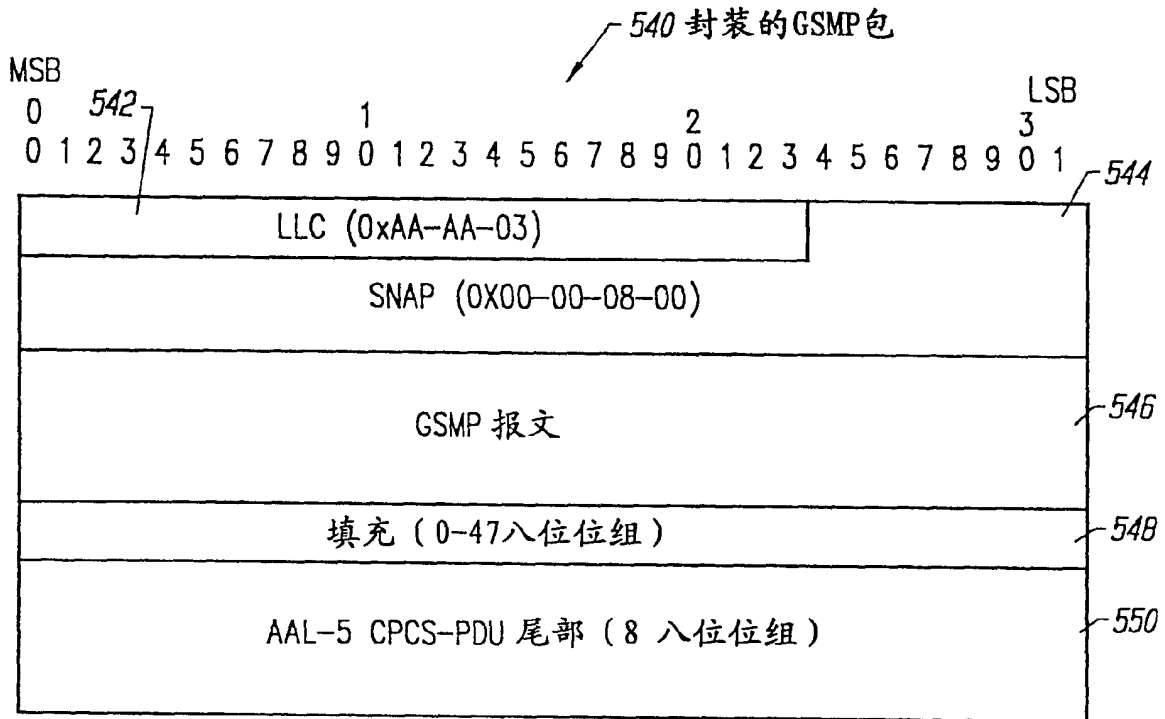 540 封装的GSMP包
MSB LSB
0 542 1 2 3
0 1 2 3 4 5 6 7 8 9 0 1 2 3 4 5 6 7 8 9 0 1 2 3 4 5 6 7 8 9 0 1
544
LLC (0xAA-AA-03)
SNAP (0X00-00-08-00)
GSMP 报文
546
填充 (0-47八位位组)
548
AAL-5 CPCS-PDU 尾部 (8 八位位组)
550